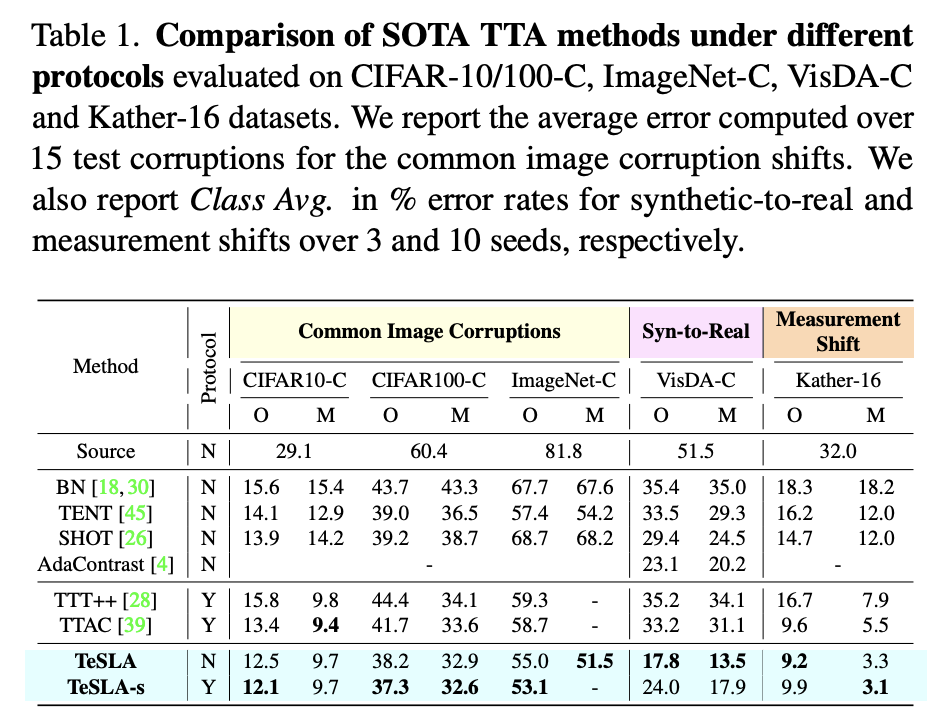 Table 1. Comparison of SOTA TTA methods under different
protocols evaluated on CIFAR-10/100-C, ImageNet-C, VisDA-C
and Kather-16 datasets. We report the average error computed over
15 test corruptions for the common image corruption shifts. We
also report Class Avg. in % error rates for synthetic-to-real and
measurement shifts over 3 and 10 seeds, respectively.
Method Protocol Common Image Corruptions Syn-to-Real Measurement Shift
CIFAR10-C CIFAR100-C ImageNet-C VisDA-C Kather-16
O M O M O M O M O M
Source N 29.1 60.4 81.8 51.5 32.0
BN [18, 30] N 15.6 15.4 43.7 43.3 67.7 67.6 35.4 35.0 18.3 18.2
TENT [45] N 14.1 12.9 39.0 36.5 57.4 54.2 33.5 29.3 16.2 12.0
SHOT [26] N 13.9 14.2 39.2 38.7 68.7 68.2 29.4 24.5 14.7 12.0
AdaContrast [4] N - 23.1 20.2 -
TTT++ [28] Y 15.8 9.8 44.4 34.1 59.3 - 35.2 34.1 16.7 7.9
TTAC [39] Y 13.4 9.4 41.7 33.6 58.7 - 33.2 31.1 9.6 5.5
TeSLA N 12.5 9.7 38.2 32.9 55.0 51.5 17.8 13.5 9.2 3.3
TeSLA-s Y 12.1 9.7 37.3 32.6 53.1 - 24.0 17.9 9.9 3.1